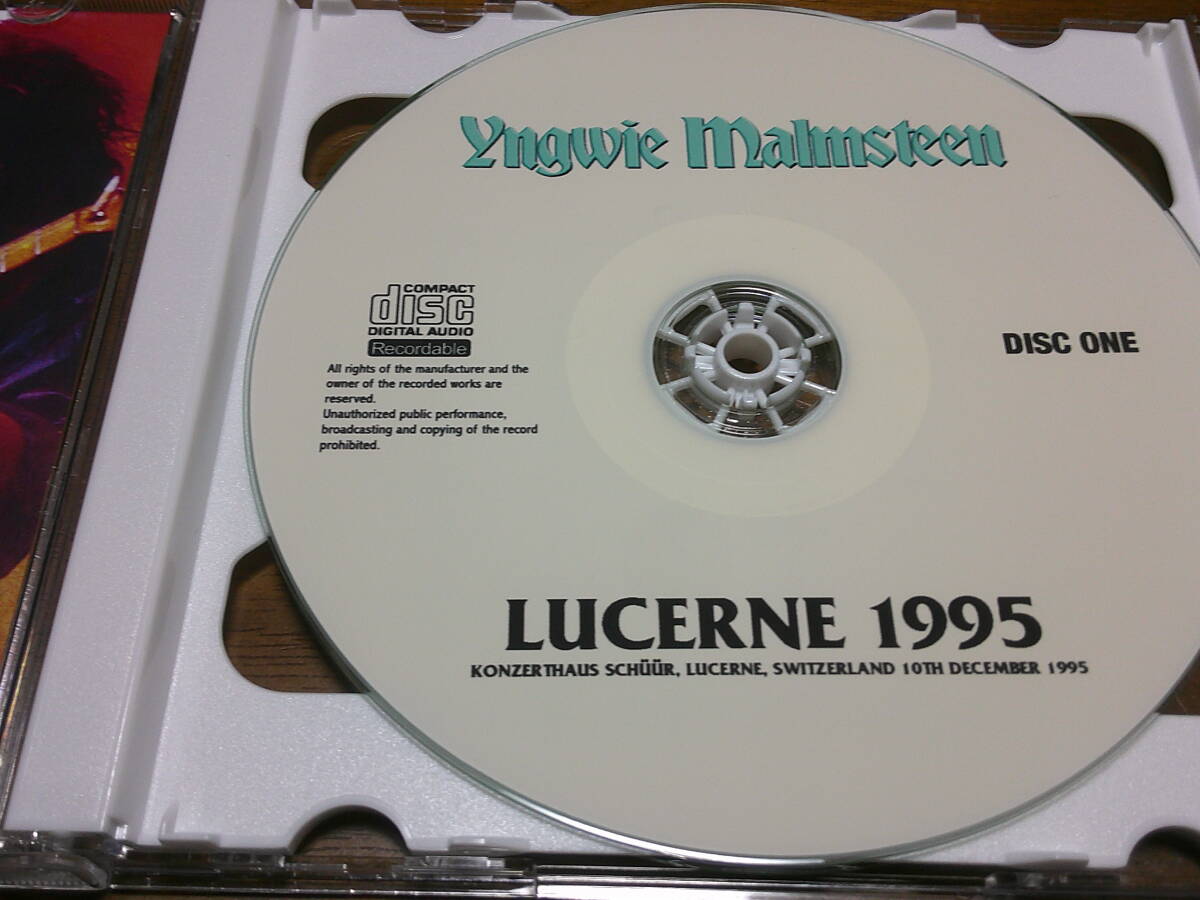 Yngwie Malmsteen
COMPACT
disc
DIGITAL AUDIO
Recordable
All rights of the manufacturer and the
owner of the recorded works are
reserved.
Unauthorized public performance,
broadcasting and copying of the record
prohibited.
DISC ONE
LUCERNE 1995
KONZERTHAUS SCHÜÜR, LUCERNE, SWITZERLAND 10TH DECEMBER 1995